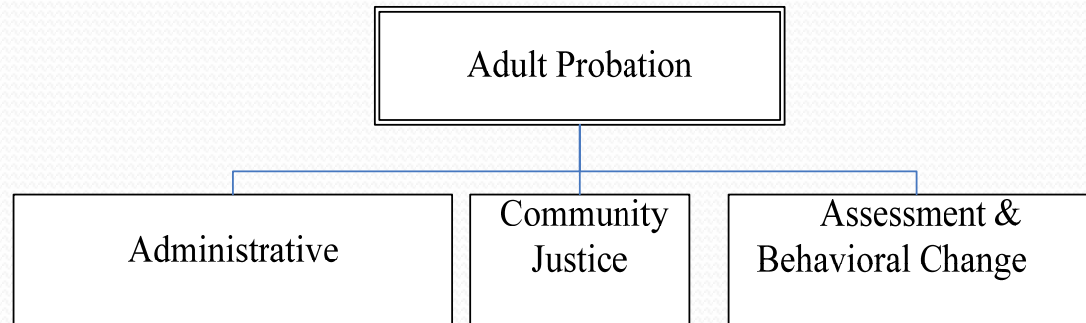 Adult Probation
Administrative
Community
Justice
Assessment &
Behavioral Change